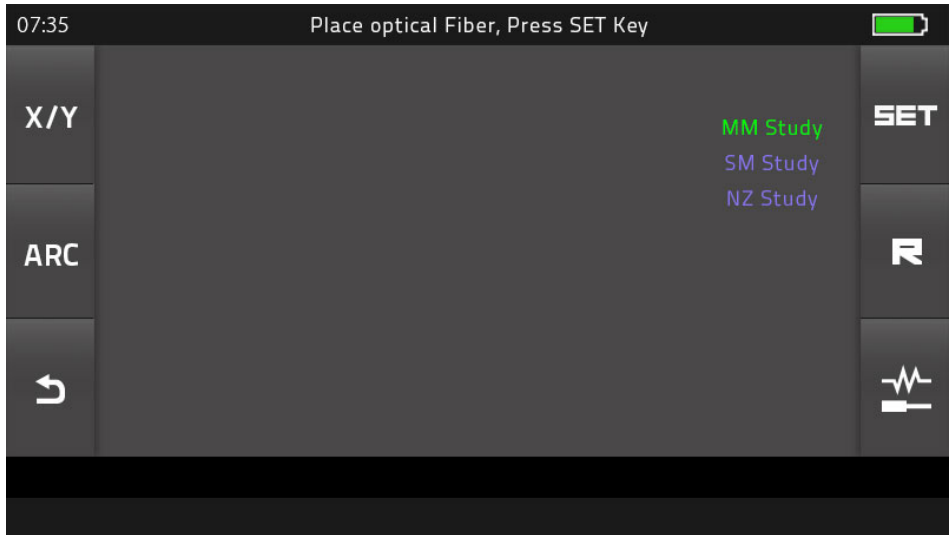 07:35 Place optical Fiber, Press SET Key
X/Y
SET
MM Study
SM Study
NZ Study
ARC
R